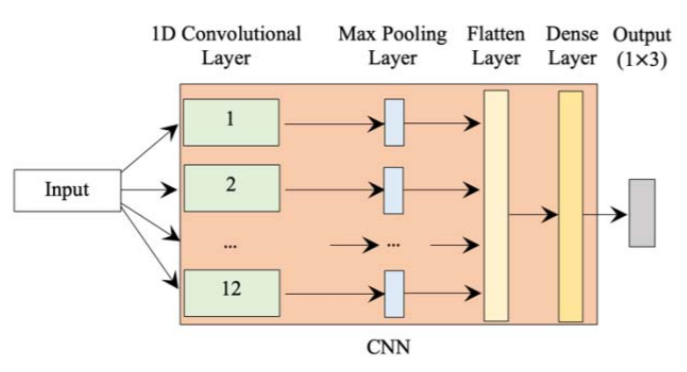 1D Convolutional
Layer
Max Pooling
Layer
Flatten
Layer
Dense
Layer
Output
(1×3)
Input
1
2
...
...
12
CNN